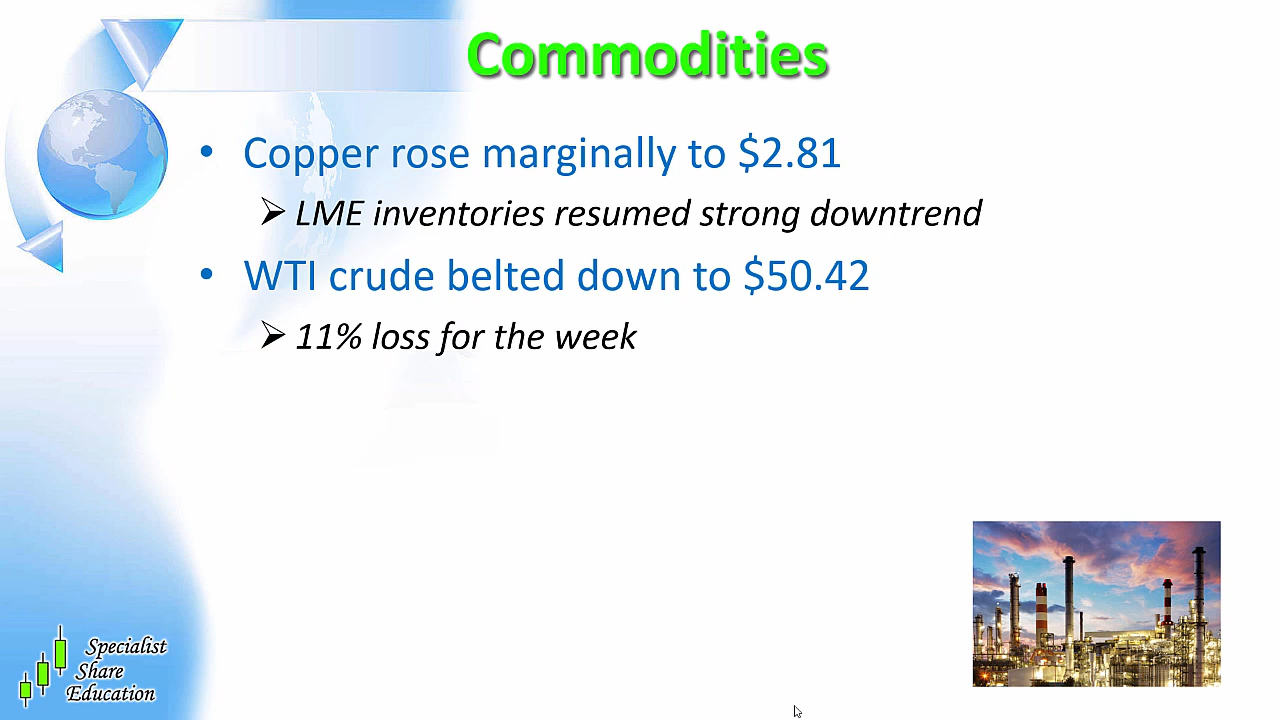 Commodities
• Copper rose marginally to $2.81
➢ LME inventories resumed strong downtrend
• WTI crude belted down to $50.42
➢ 11% loss for the week
Specialist
Share
Education